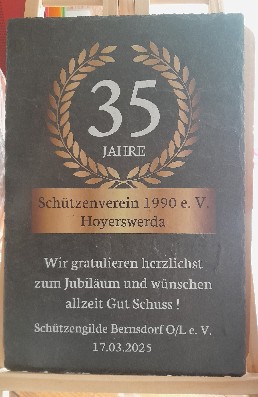 35
JAHRE
Schützenverein 1990 e. V.
Hoyerswerda
Wir gratulieren herzlichst
zum Jubiläum und wünschen
allzeit Gut Schuss !
Schützengilde Bernsdorf O/L e. V.
17.03.2025